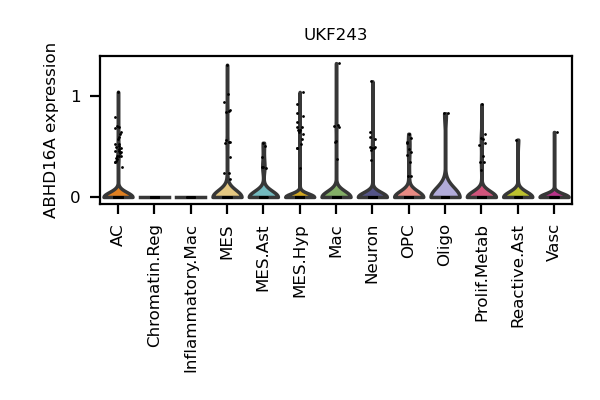 UKF243
ABHD16A expression
1
0
AC
Chromatin.Reg
Inflammatory.Mac
MES
MES.Ast
MES.Hyp
Mac
Neuron
OPC
Oligo
Prolif.Metab
Reactive.Ast
Vasc